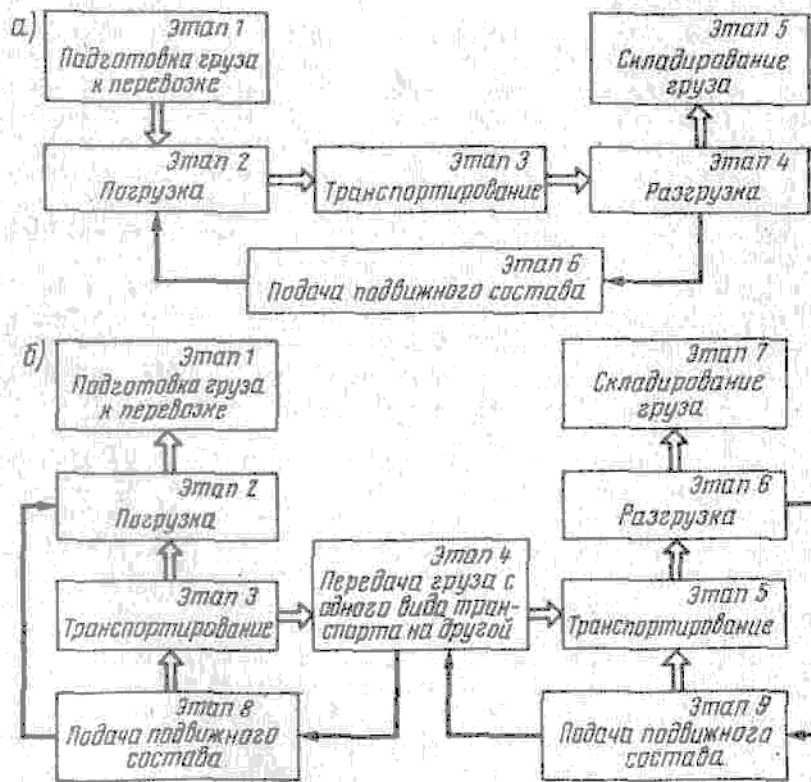 а)
Этап 1
Подготовка груза
к перевозке
Этап 5
Складирование
груза
Этап 2
Погрузка
Этап 3
Транспортирование
Этап 4
Разгрузка
Этап 6
Подача подвижного состава
б)
Этап 1
Подготовка груза
к перевозке
Этап 7
Складирование
груза
Этап 2
Погрузка
Этап 6
Разгрузка
Этап 3
Транспортирование
Этап 4
Передача груза с
одного вида тран-
спорта на другой
Этап 5
Транспортирование
Этап 8
Подача подвижного
состава
Этап 9
Подача подвижного
состава